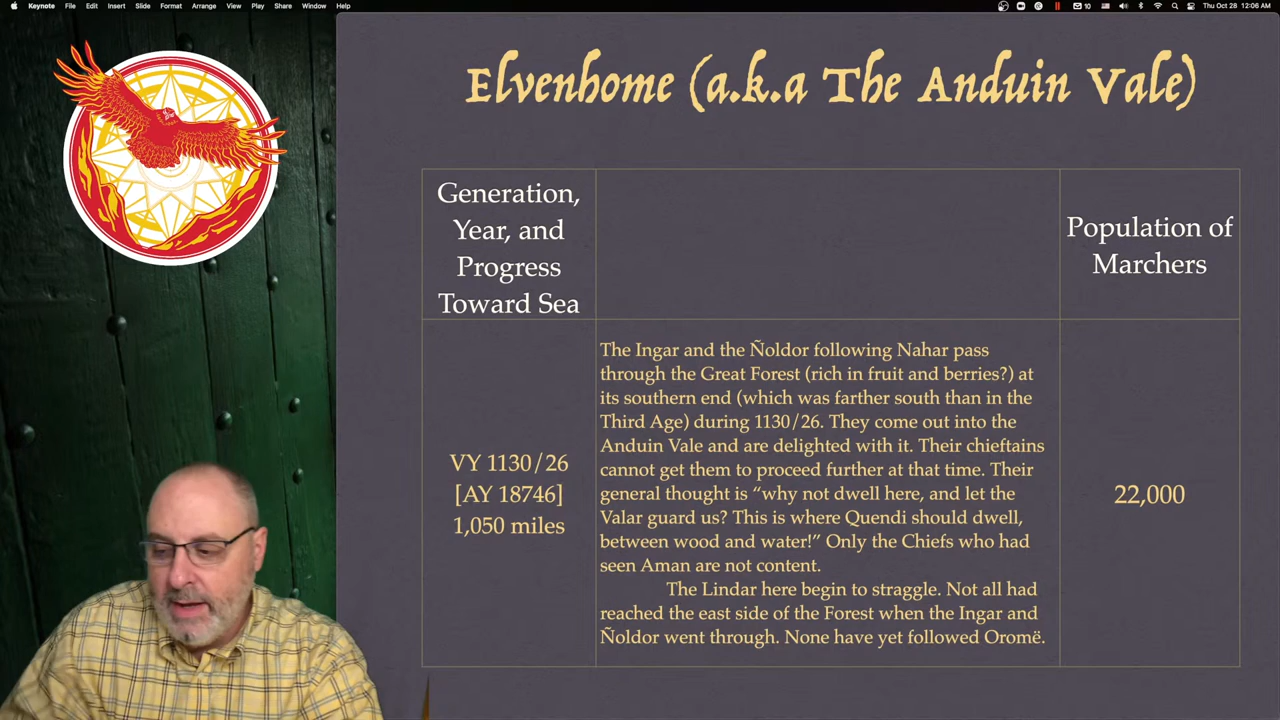 Keynote File Edit Insert Slide Format Arrange View Play Share Window Help 10 Thu Oct 28 12:06 AM
Elvenhome (a.k.a The Anduin Vale)
Generation,
Year, and
Progress
Toward Sea
Population of
Marchers
VY 1130/26
[AY 18746]
1,050 miles
The Ingar and the Ñoldor following Nahar pass
through the Great Forest (rich in fruit and berries?) at
its southern end (which was farther south than in the
Third Age) during 1130/26. They come out into the
Anduin Vale and are delighted with it. Their chieftains
cannot get them to proceed further at that time. Their
general thought is “why not dwell here, and let the
Valar guard us? This is where Quendi should dwell,
between wood and water!” Only the Chiefs who had
seen Aman are not content.
The Lindar here begin to straggle. Not all had
reached the east side of the Forest when the Ingar and
Ñoldor went through. None have yet followed Oromë.
22,000